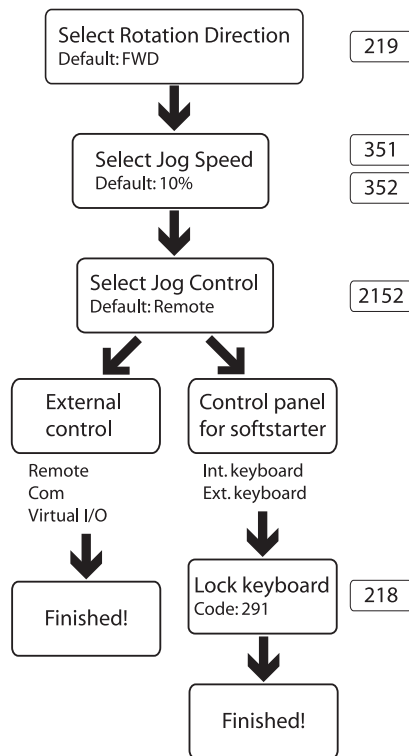 Select Rotation Direction
Default: FWD
219
Select Jog Speed
Default: 10%
351
352
Select Jog Control
Default: Remote
2152
External
control
Remote
Com
Virtual I/O
Finished!
Control panel
for softstarter
Int. keyboard
Ext. keyboard
Lock keyboard
Code: 291
218
Finished!